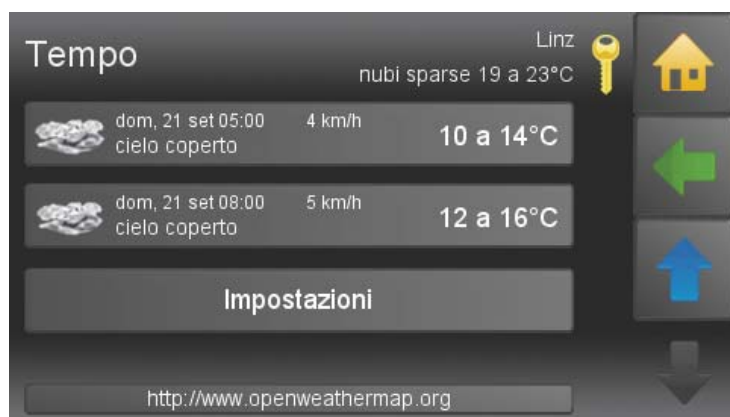 Tempo
Linz
nubi sparse 19 a 23°C
dom, 21 set 05:00 4 km/h
cielo coperto
10 a 14°C
dom, 21 set 08:00 5 km/h
cielo coperto
12 a 16°C
Impostazioni
http://www.openweathermap.org